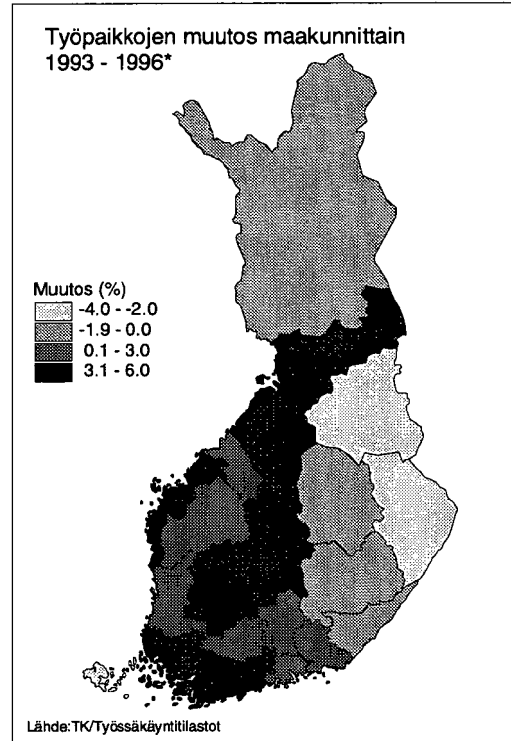 Työpaikkojen muutos maakunnittain
1993 - 1996*
Muutos (%)
-4.0 - -2.0
-1.9 - 0.0
0.1 - 3.0
3.1 - 6.0
Lähde:TK/Työssäkäyntitilastot